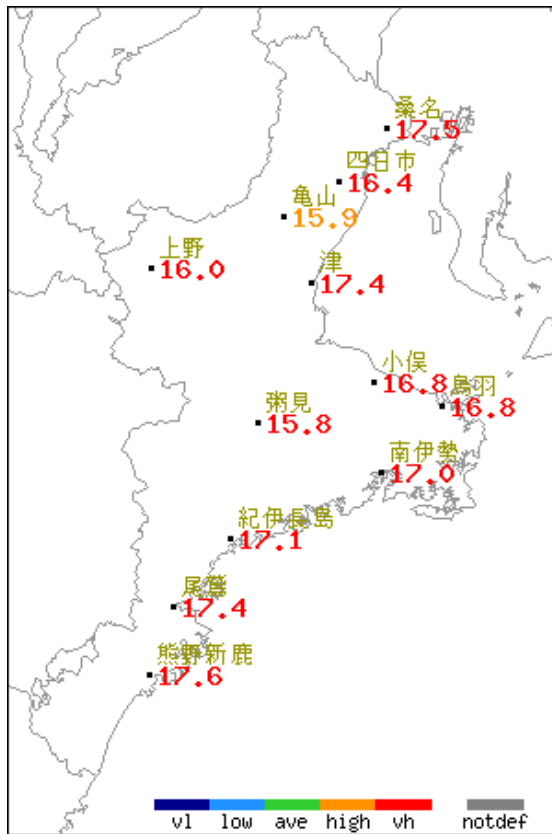 桑名
17.5
四日市
16.4
亀山
15.9
上野
16.0
津
17.4
小俣
16.8
鳥羽
16.8
粥見
15.8
南伊勢
17.0
紀伊長島
17.1
尾鷲
17.4
熊野新鹿
17.6
vl low ave high vh notdef